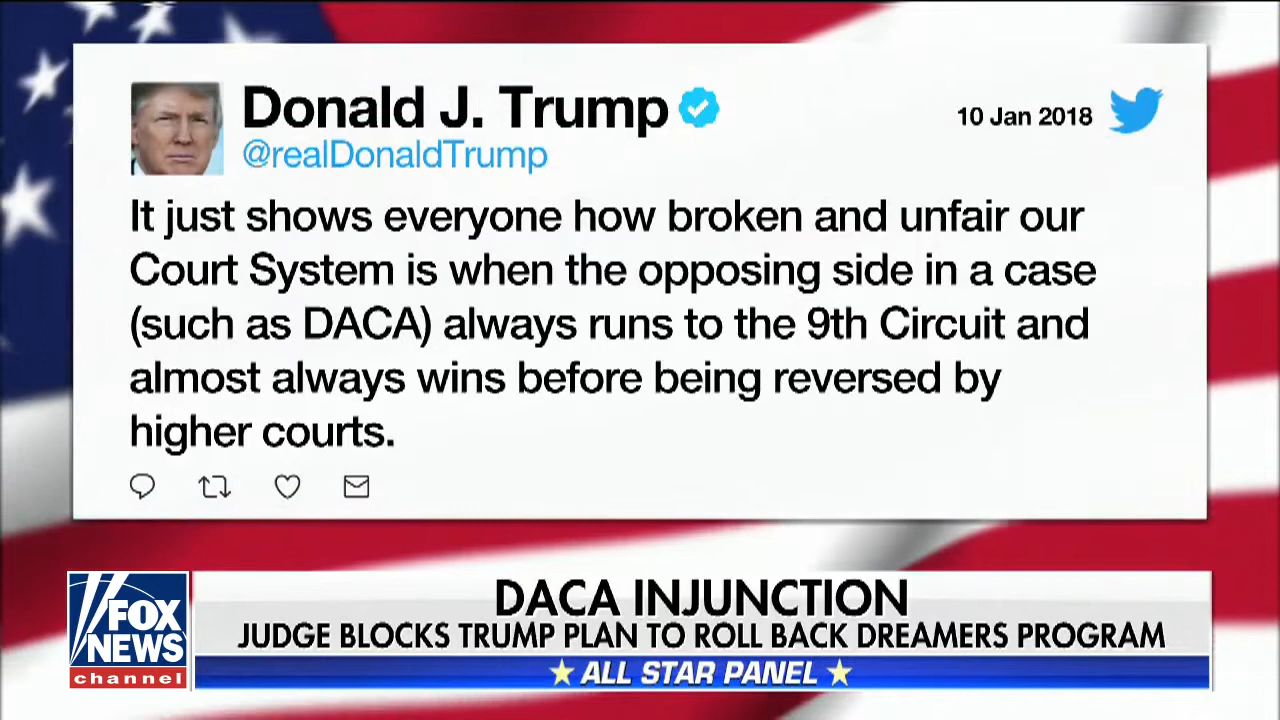 Donald J. Trump
10 Jan 2018
@realDonaldTrump
It just shows everyone how broken and unfair our
Court System is when the opposing side in a case
(such as DACA) always runs to the 9th Circuit and
almost always wins before being reversed by
higher courts.
FOX
NEWS
channel
DACA INJUNCTION
JUDGE BLOCKS TRUMP PLAN TO ROLL BACK DREAMERS PROGRAM
ALL STAR PANEL